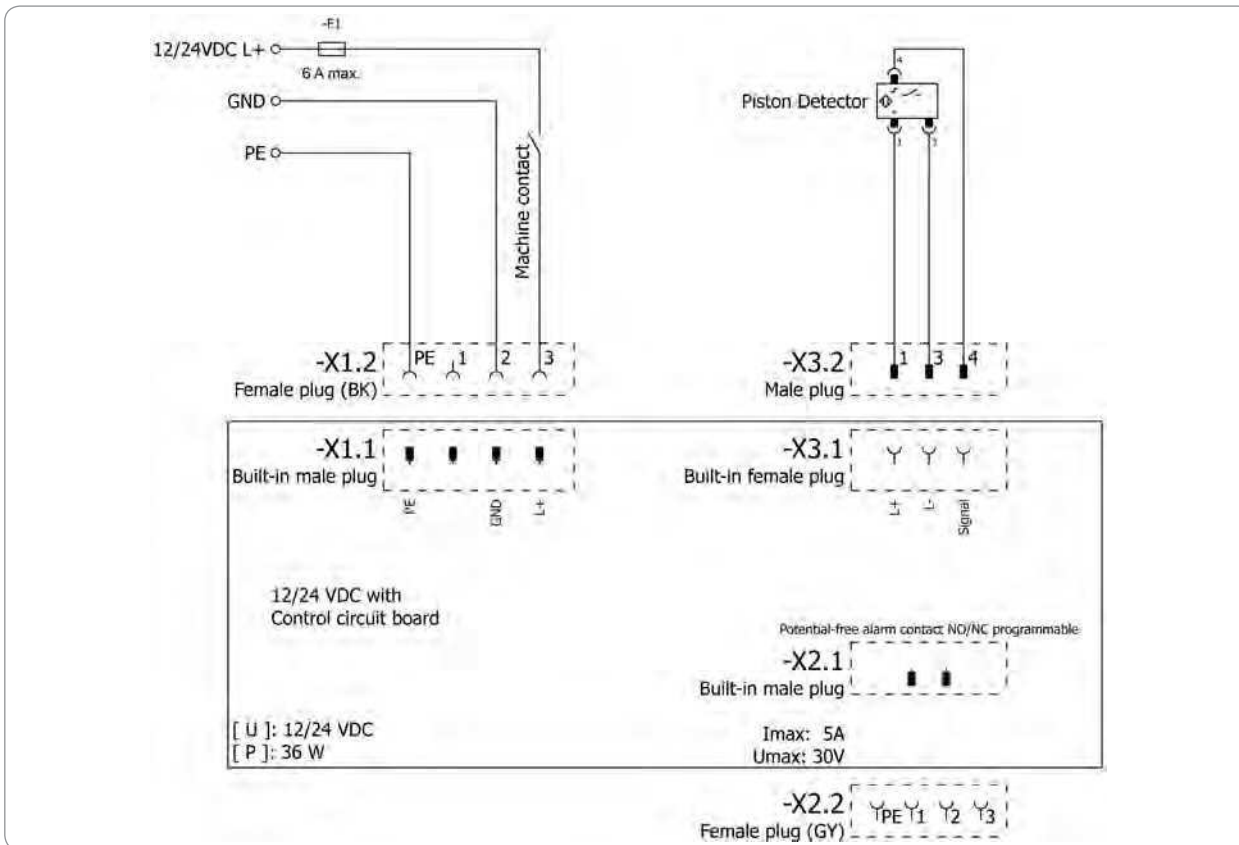 -F1
12/24VDC L+
6 A max.
GND
PE
Machine contact
Piston Detector
4
1
-X1.2
PE 1 2 3
Female plug (BK)
-X3.2
1 3 4
Male plug
-X1.1
Built-in male plug
PE
GND
L+
-X3.1
Built-in female plug
L+
L-
Signal
12/24 VDC with
Control circuit board
Potential-free alarm contact NO/NC programmable
-X2.1
Built-in male plug
[ U ]: 12/24 VDC
[ P ]: 36 W
Imax: 5A
Umax: 30V
-X2.2
PE 1 2 3
Female plug (GY)